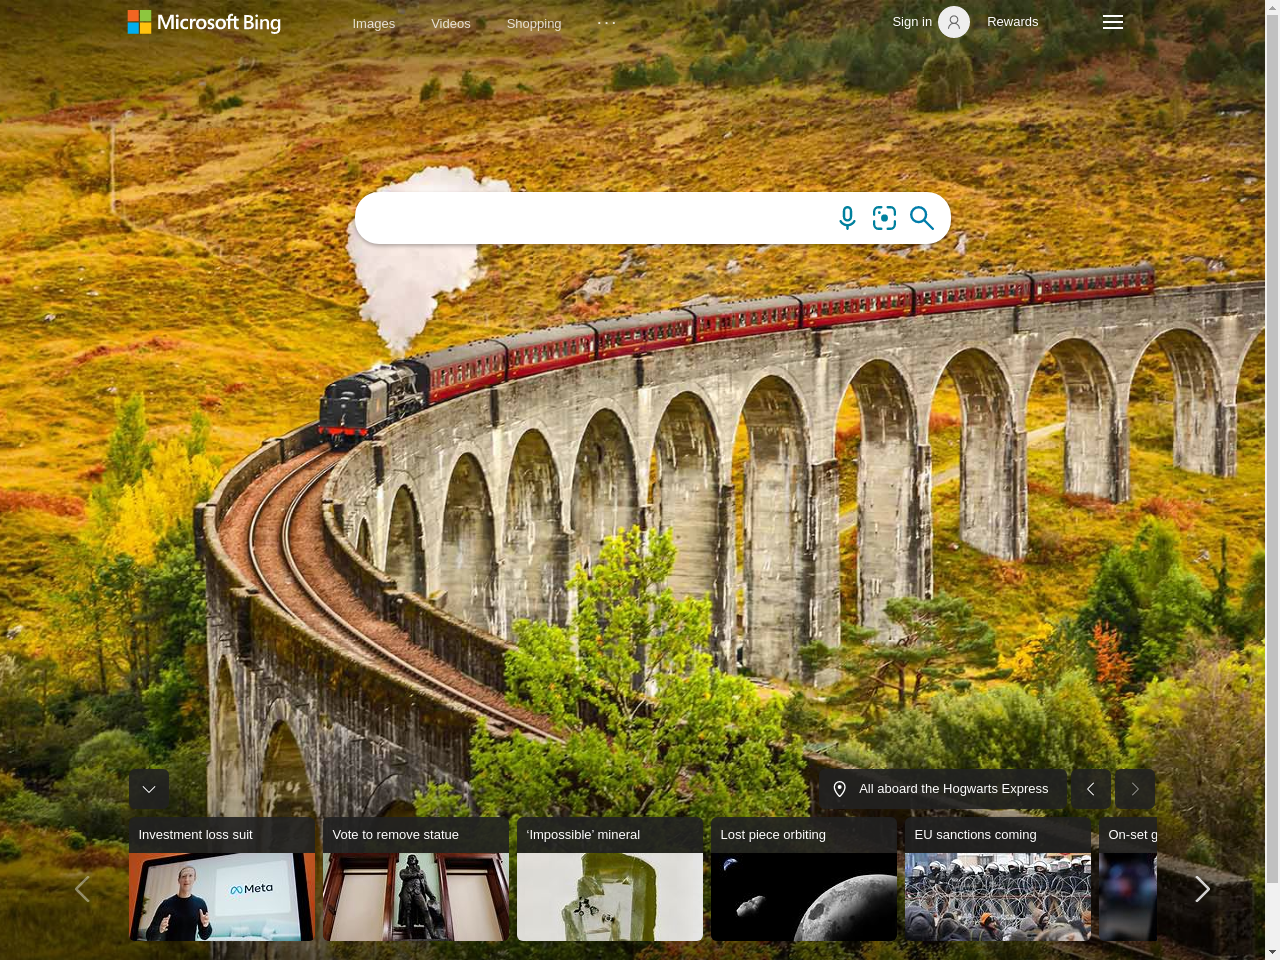 Microsoft Bing
Images Videos Shopping ...
Sign in Rewards
All aboard the Hogwarts Express
Investment loss suit
Vote to remove statue
‘Impossible’ mineral
Lost piece orbiting
EU sanctions coming
On-set g
Meta